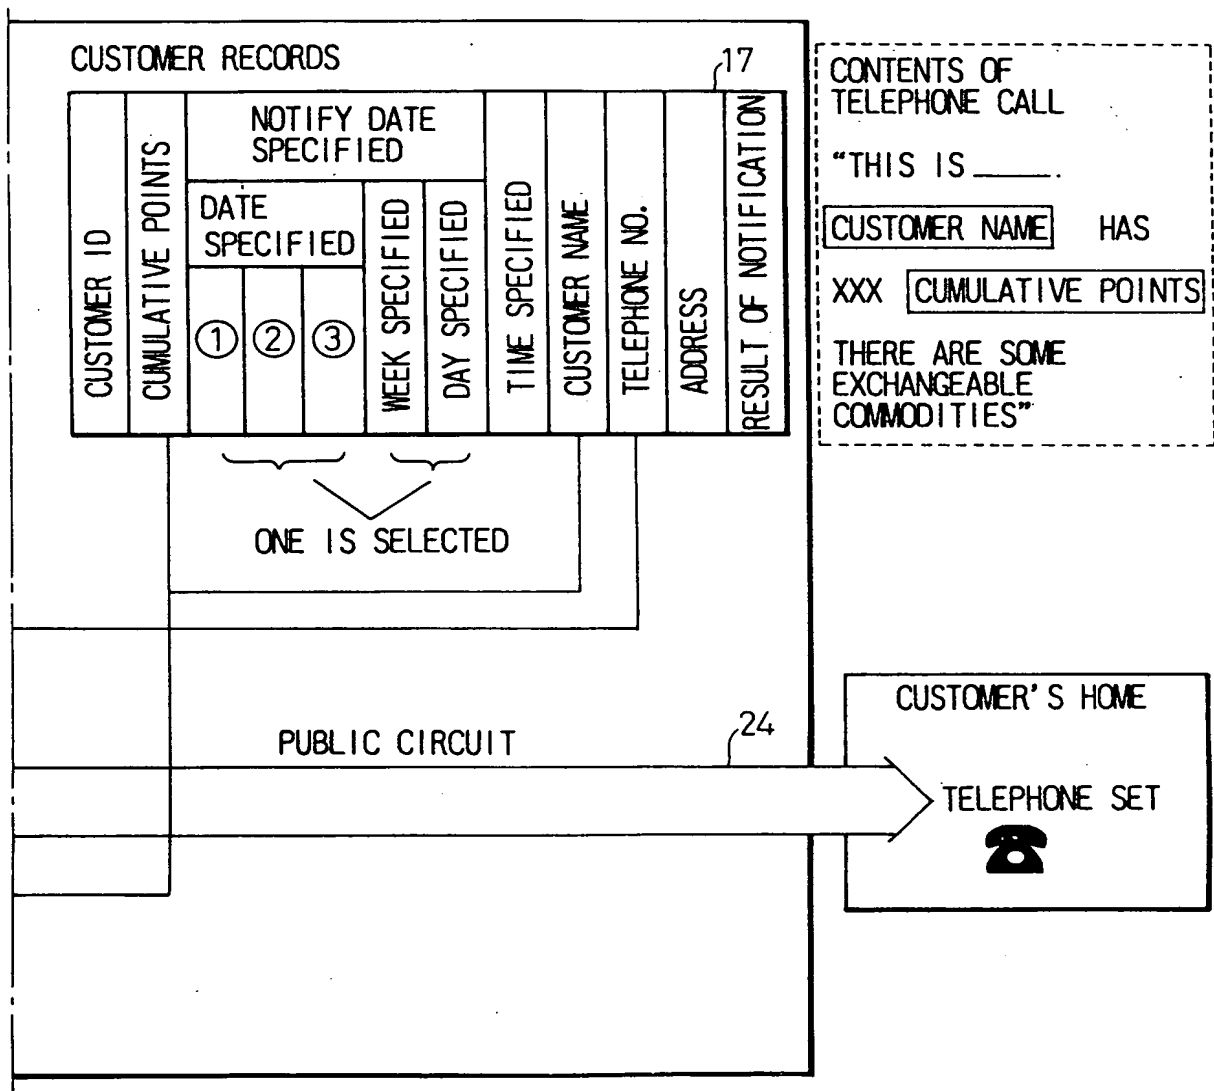 CUSTOMER RECORDS
17
CUSTOMER ID
CUMULATIVE POINTS
NOTIFY DATE
SPECIFIED
DATE
SPECIFIED
①
②
③
WEEK SPECIFIED
DAY SPECIFIED
TIME SPECIFIED
CUSTOMER NAME
TELEPHONE NO.
ADDRESS
RESULT OF NOTIFICATION
ONE IS SELECTED
CONTENTS OF
TELEPHONE CALL
"THIS IS _____.
CUSTOMER NAME HAS
XXX CUMULATIVE POINTS
THERE ARE SOME
EXCHANGEABLE
COMMODITIES"
PUBLIC CIRCUIT
24
CUSTOMER'S HOME
TELEPHONE SET